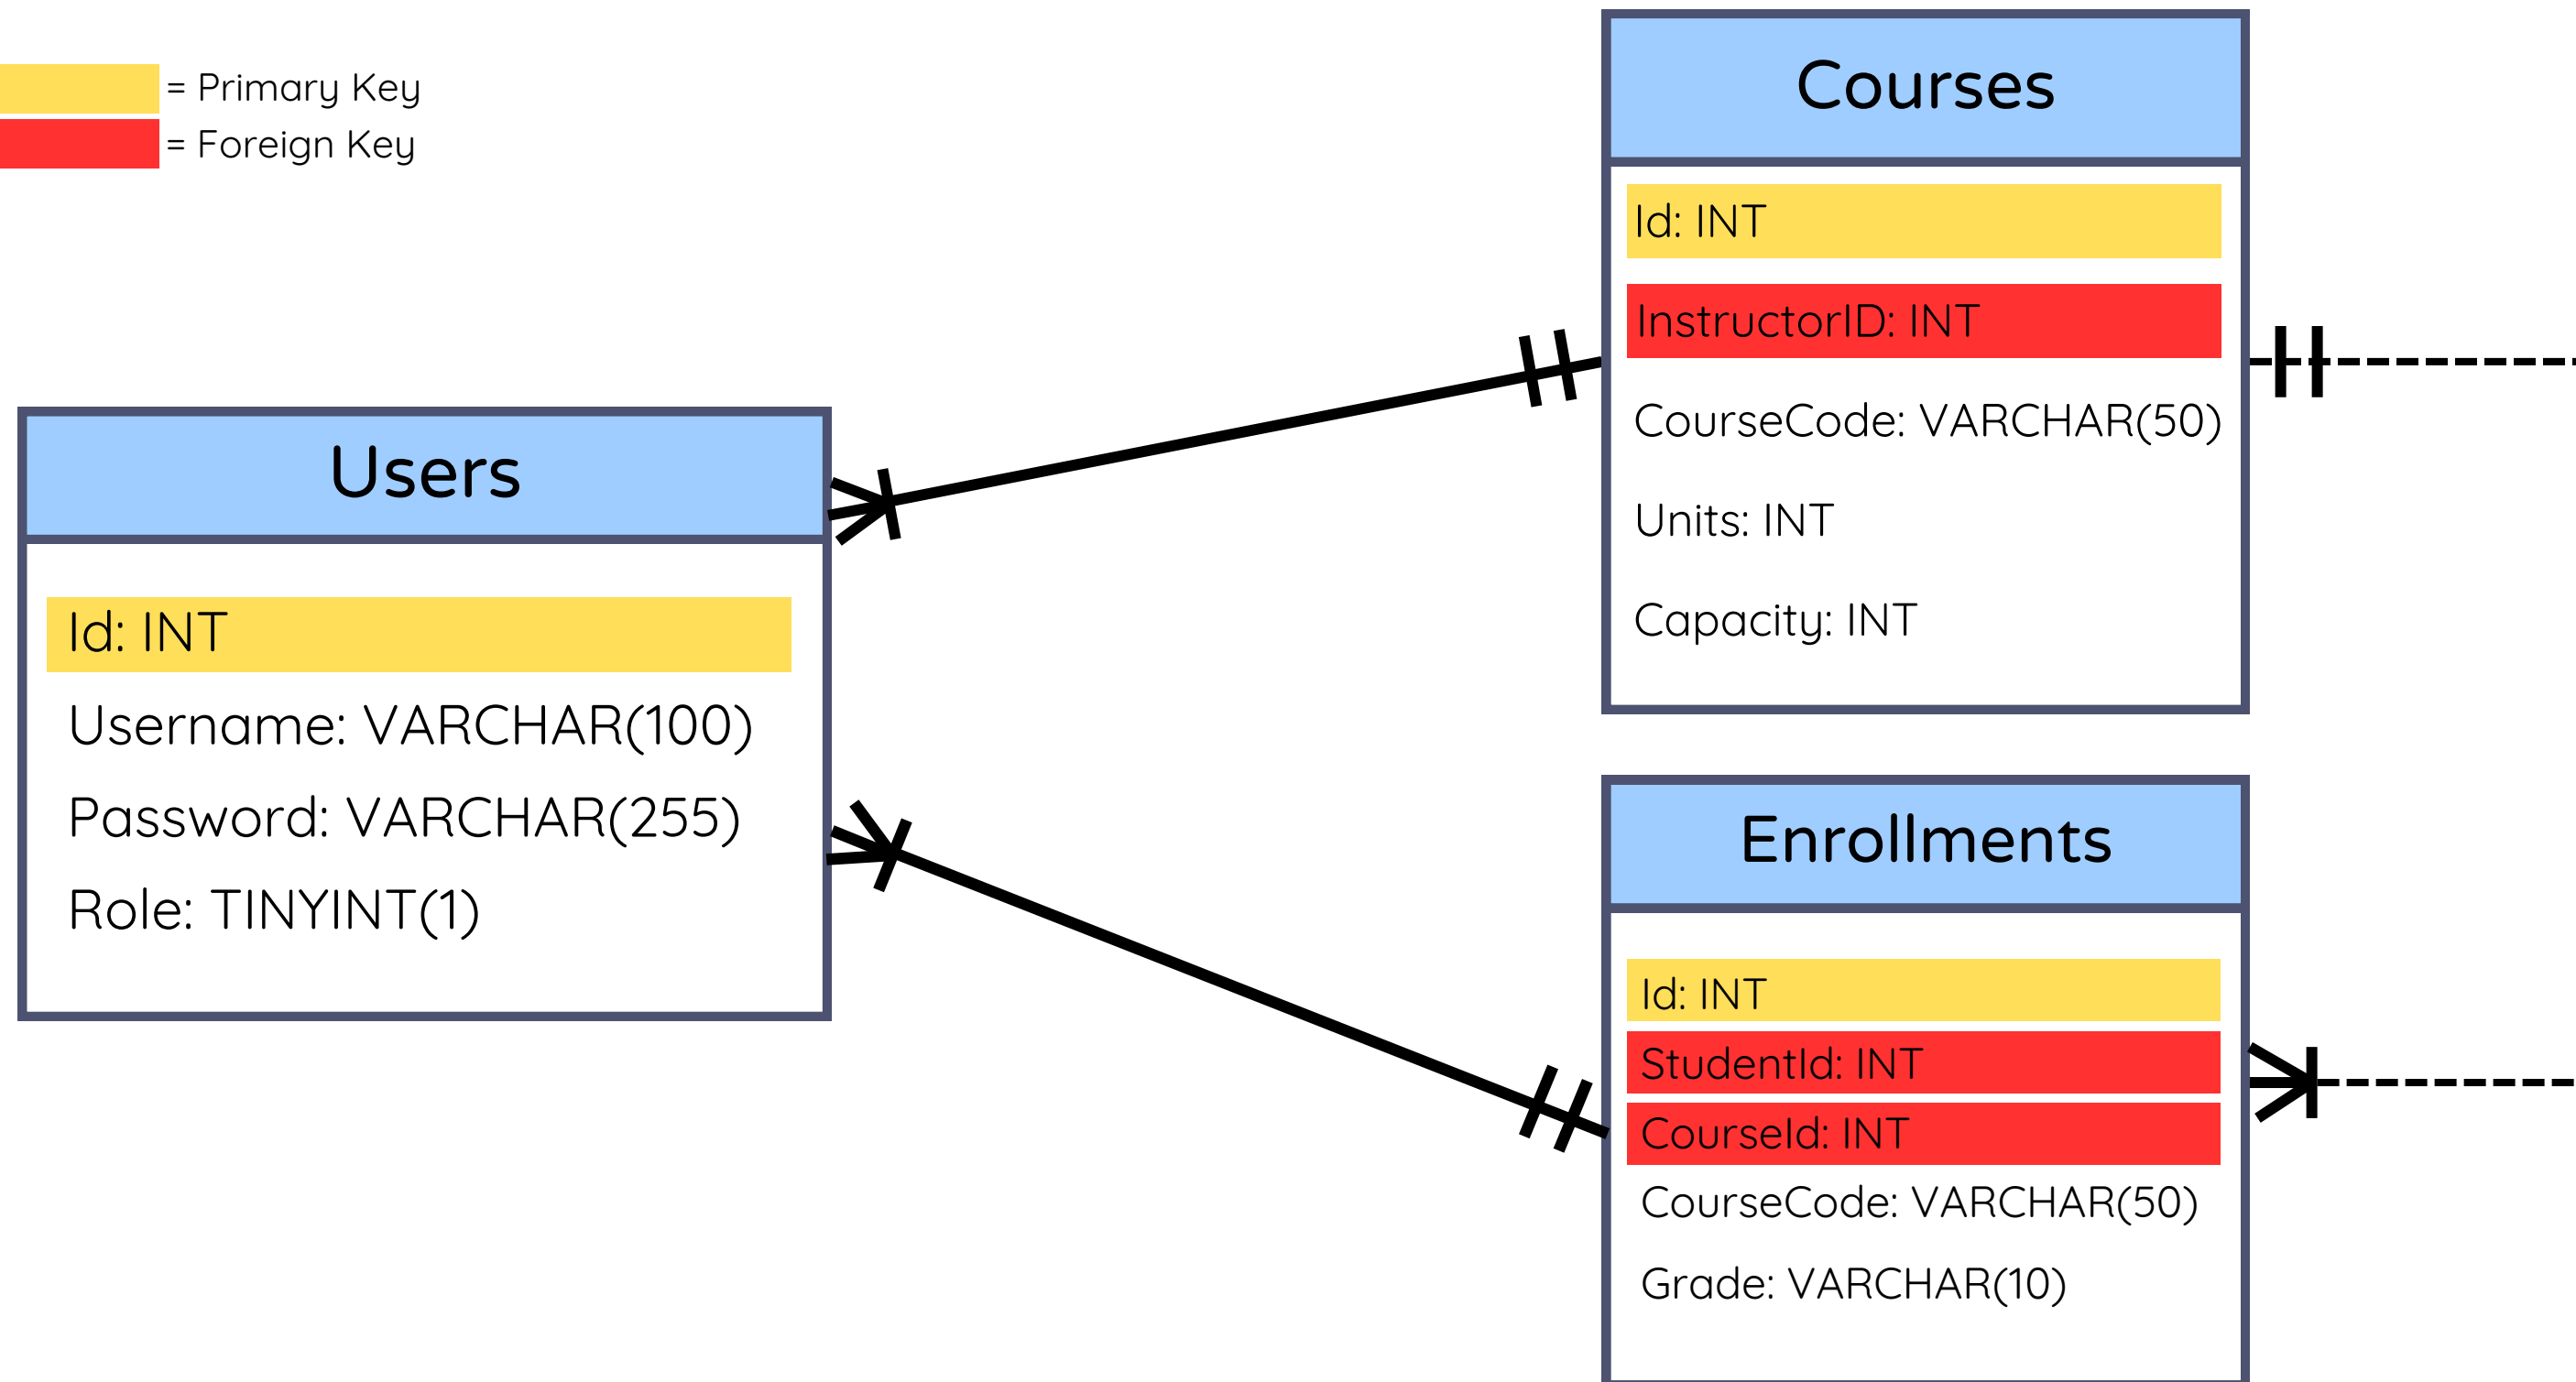 = Primary Key
= Foreign Key
Users
Id: INT
Username: VARCHAR(100)
Password: VARCHAR(255)
Role: TINYINT(1)
Courses
Id: INT
InstructorID: INT
CourseCode: VARCHAR(50)
Units: INT
Capacity: INT
Enrollments
Id: INT
StudentId: INT
CourseId: INT
CourseCode: VARCHAR(50)
Grade: VARCHAR(10)